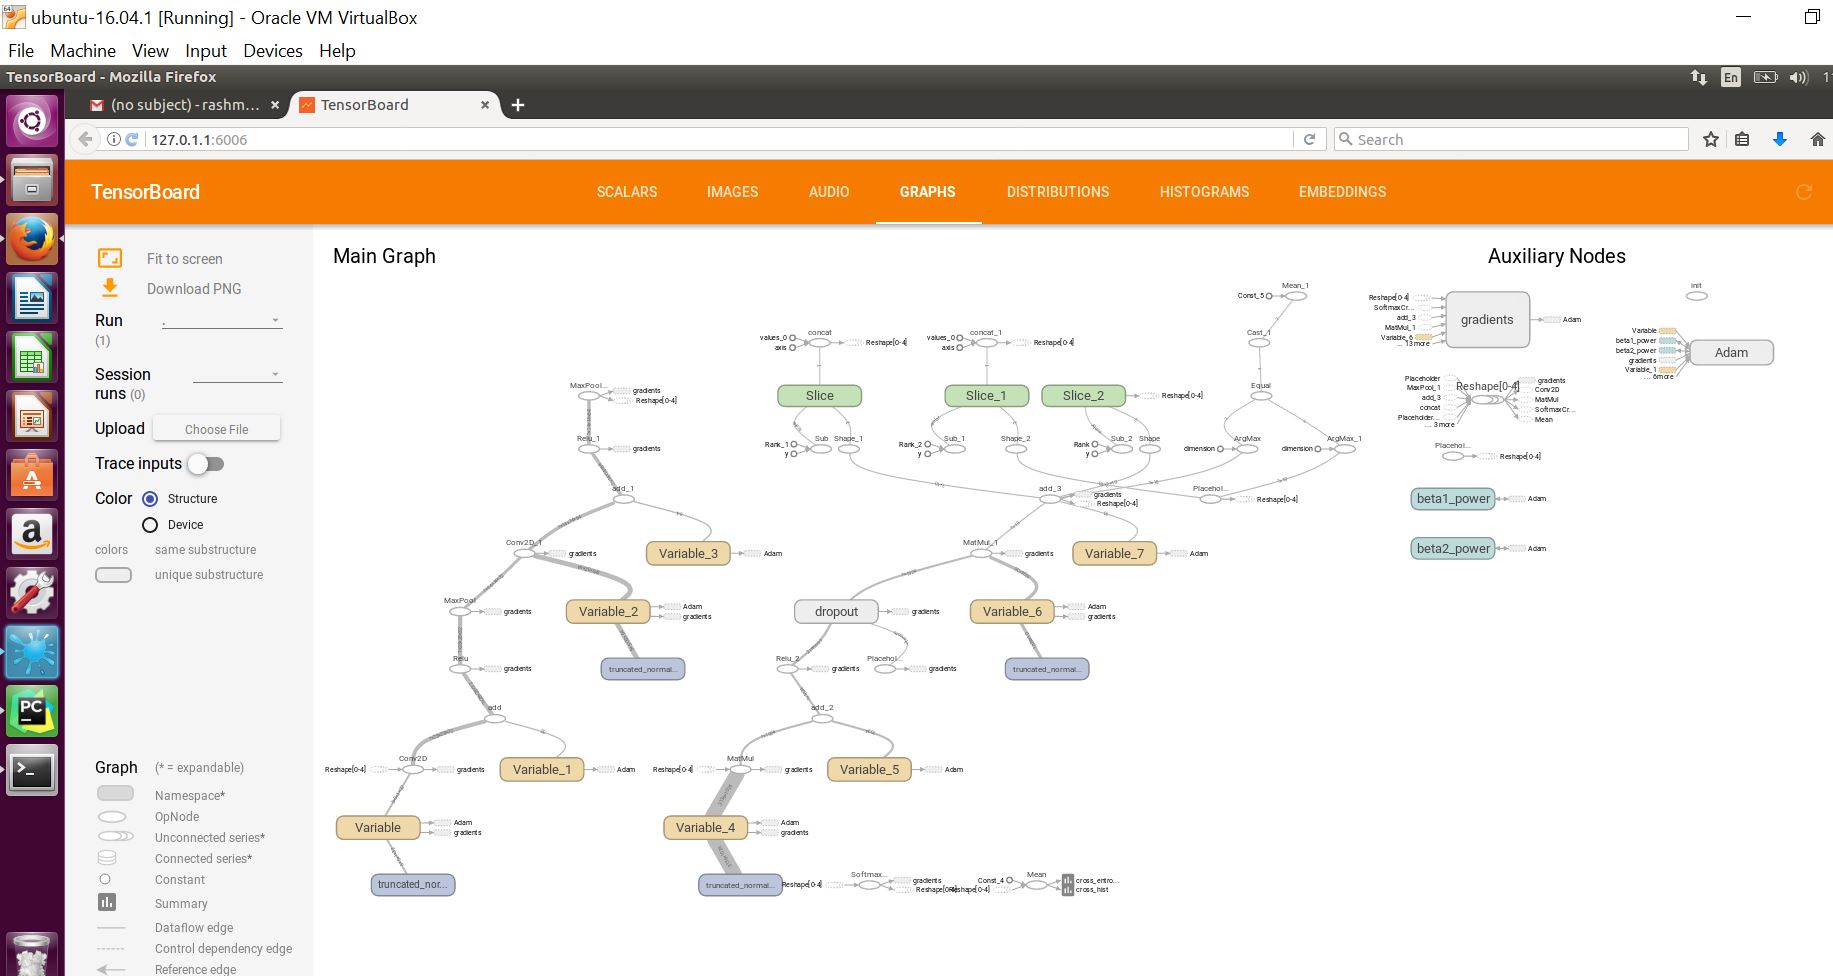 ubuntu-16.04.1 [Running] - Oracle VM VirtualBox
File Machine View Input Devices Help
TensorBoard - Mozilla Firefox
En
(no subject) - rashm...
TensorBoard
127.0.1.1:6006
Search
TensorBoard
SCALARS
IMAGES
AUDIO
GRAPHS
DISTRIBUTIONS
HISTOGRAMS
EMBEDDINGS
Fit to screen
Download PNG
Run
(1)
Session
runs (0)
Upload
Choose File
Trace inputs
Color
Structure
Device
colors
same substructure
unique substructure
Graph
(* = expandable)
Namespace*
OpNode
Unconnected series*
Connected series*
Constant
Summary
Dataflow edge
Control dependency edge
Reference edge
Main Graph
Mean_1
Const_5
Cast_1
concat
values_0
axis
Reshape[0-4]
concat_1
values_0
axis
Reshape[0-4]
MaxPool...
gradients
Reshape[0-4]
Slice
Slice_1
Slice_2
Reshape[0-4]
Equal
Relu_1
gradients
Rank_1
y
Sub
Shape_1
Rank_2
y
Sub_1
Shape_2
Rank
y
Sub_2
Shape
dimension
ArgMax
dimension
ArgMax_1
add_1
add_3
gradients
Reshape[0-4]
Placehol...
Reshape[0-4]
Conv2D_1
gradients
Variable_3
Adam
MatMul_1
gradients
Variable_7
Adam
MaxPool
gradients
Variable_2
Adam
gradients
dropout
gradients
Variable_6
Adam
gradients
Relu
gradients
truncated_normal...
Relu_2
gradients
Placehol...
gradients
truncated_normal...
add
add_2
Reshape[0-4]
Conv2D
gradients
Variable_1
Adam
Reshape[0-4]
MatMul
gradients
Variable_5
Adam
Variable
Adam
gradients
Variable_4
Adam
gradients
truncated_nor...
truncated_normal...
Reshape[0-4]
Softmax...
gradients
Const_4
Mean
cross_entro...
cross_hist
Auxiliary Nodes
Reshape[0-4]
SoftmaxCr...
add_3
MatMul_1
Variable_6
... 13 more
gradients
Adam
init
Variable
beta1_power
beta2_power
gradients
Variable_1
... 6 more
Adam
Placeholder
MaxPool_1
add_3
concat
Placeholder...
... 3 more
Reshape[0-4]
gradients
Conv2D
MatMul
SoftmaxCr...
Mean
Placehol...
Reshape[0-4]
beta1_power
Adam
beta2_power
Adam